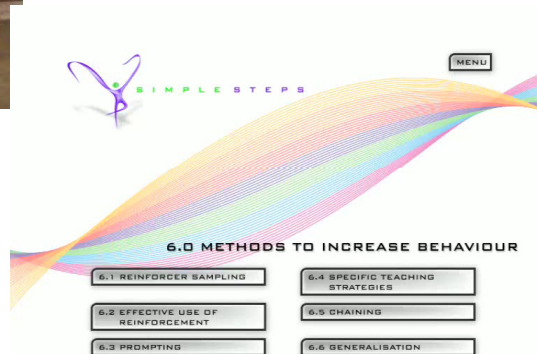 MENU
SIMPLE STEPS
6.0 METHODS TO INCREASE BEHAVIOUR
6.1 REINFORCER SAMPLING
6.2 EFFECTIVE USE OF
REINFORCEMENT
6.3 PROMPTING
6.4 SPECIFIC TEACHING
STRATEGIES
6.5 CHAINING
6.6 GENERALISATION